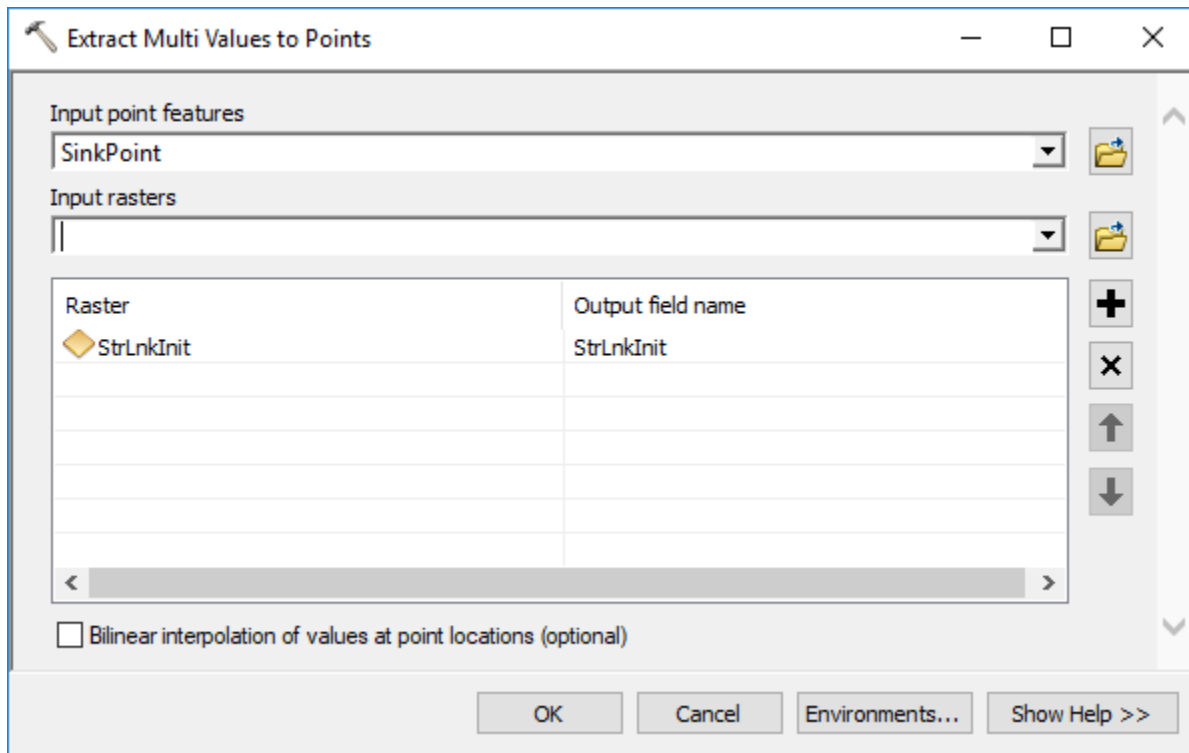 Extract Multi Values to Points
Input point features
SinkPoint
Input rasters
Raster Output field name
StrLnkInit StrLnkInit
Bilinear interpolation of values at point locations (optional)
OK Cancel Environments... Show Help >>